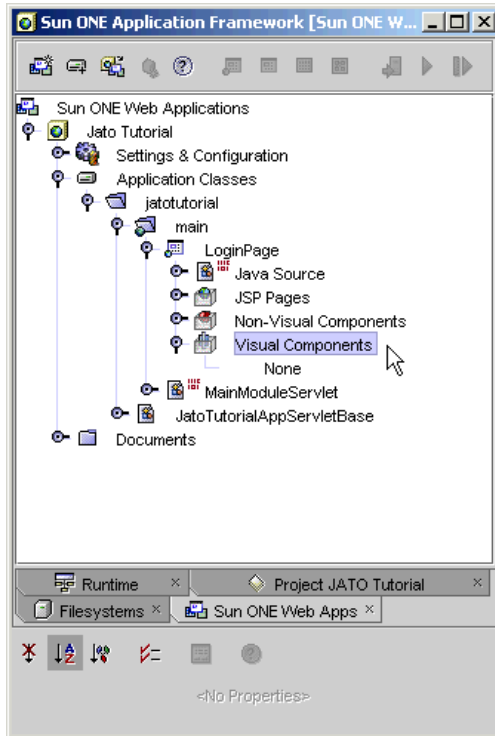 Sun ONE Application Framework [Sun ONE W...
Sun ONE Web Applications
Jato Tutorial
Settings & Configuration
Application Classes
jatotutorial
main
LoginPage
Java Source
JSP Pages
Non-Visual Components
Visual Components
None
MainModuleServlet
JatoTutorialAppServletBase
Documents
Runtime × Project JATO Tutorial ×
Filesystems × Sun ONE Web Apps ×
<No Properties>